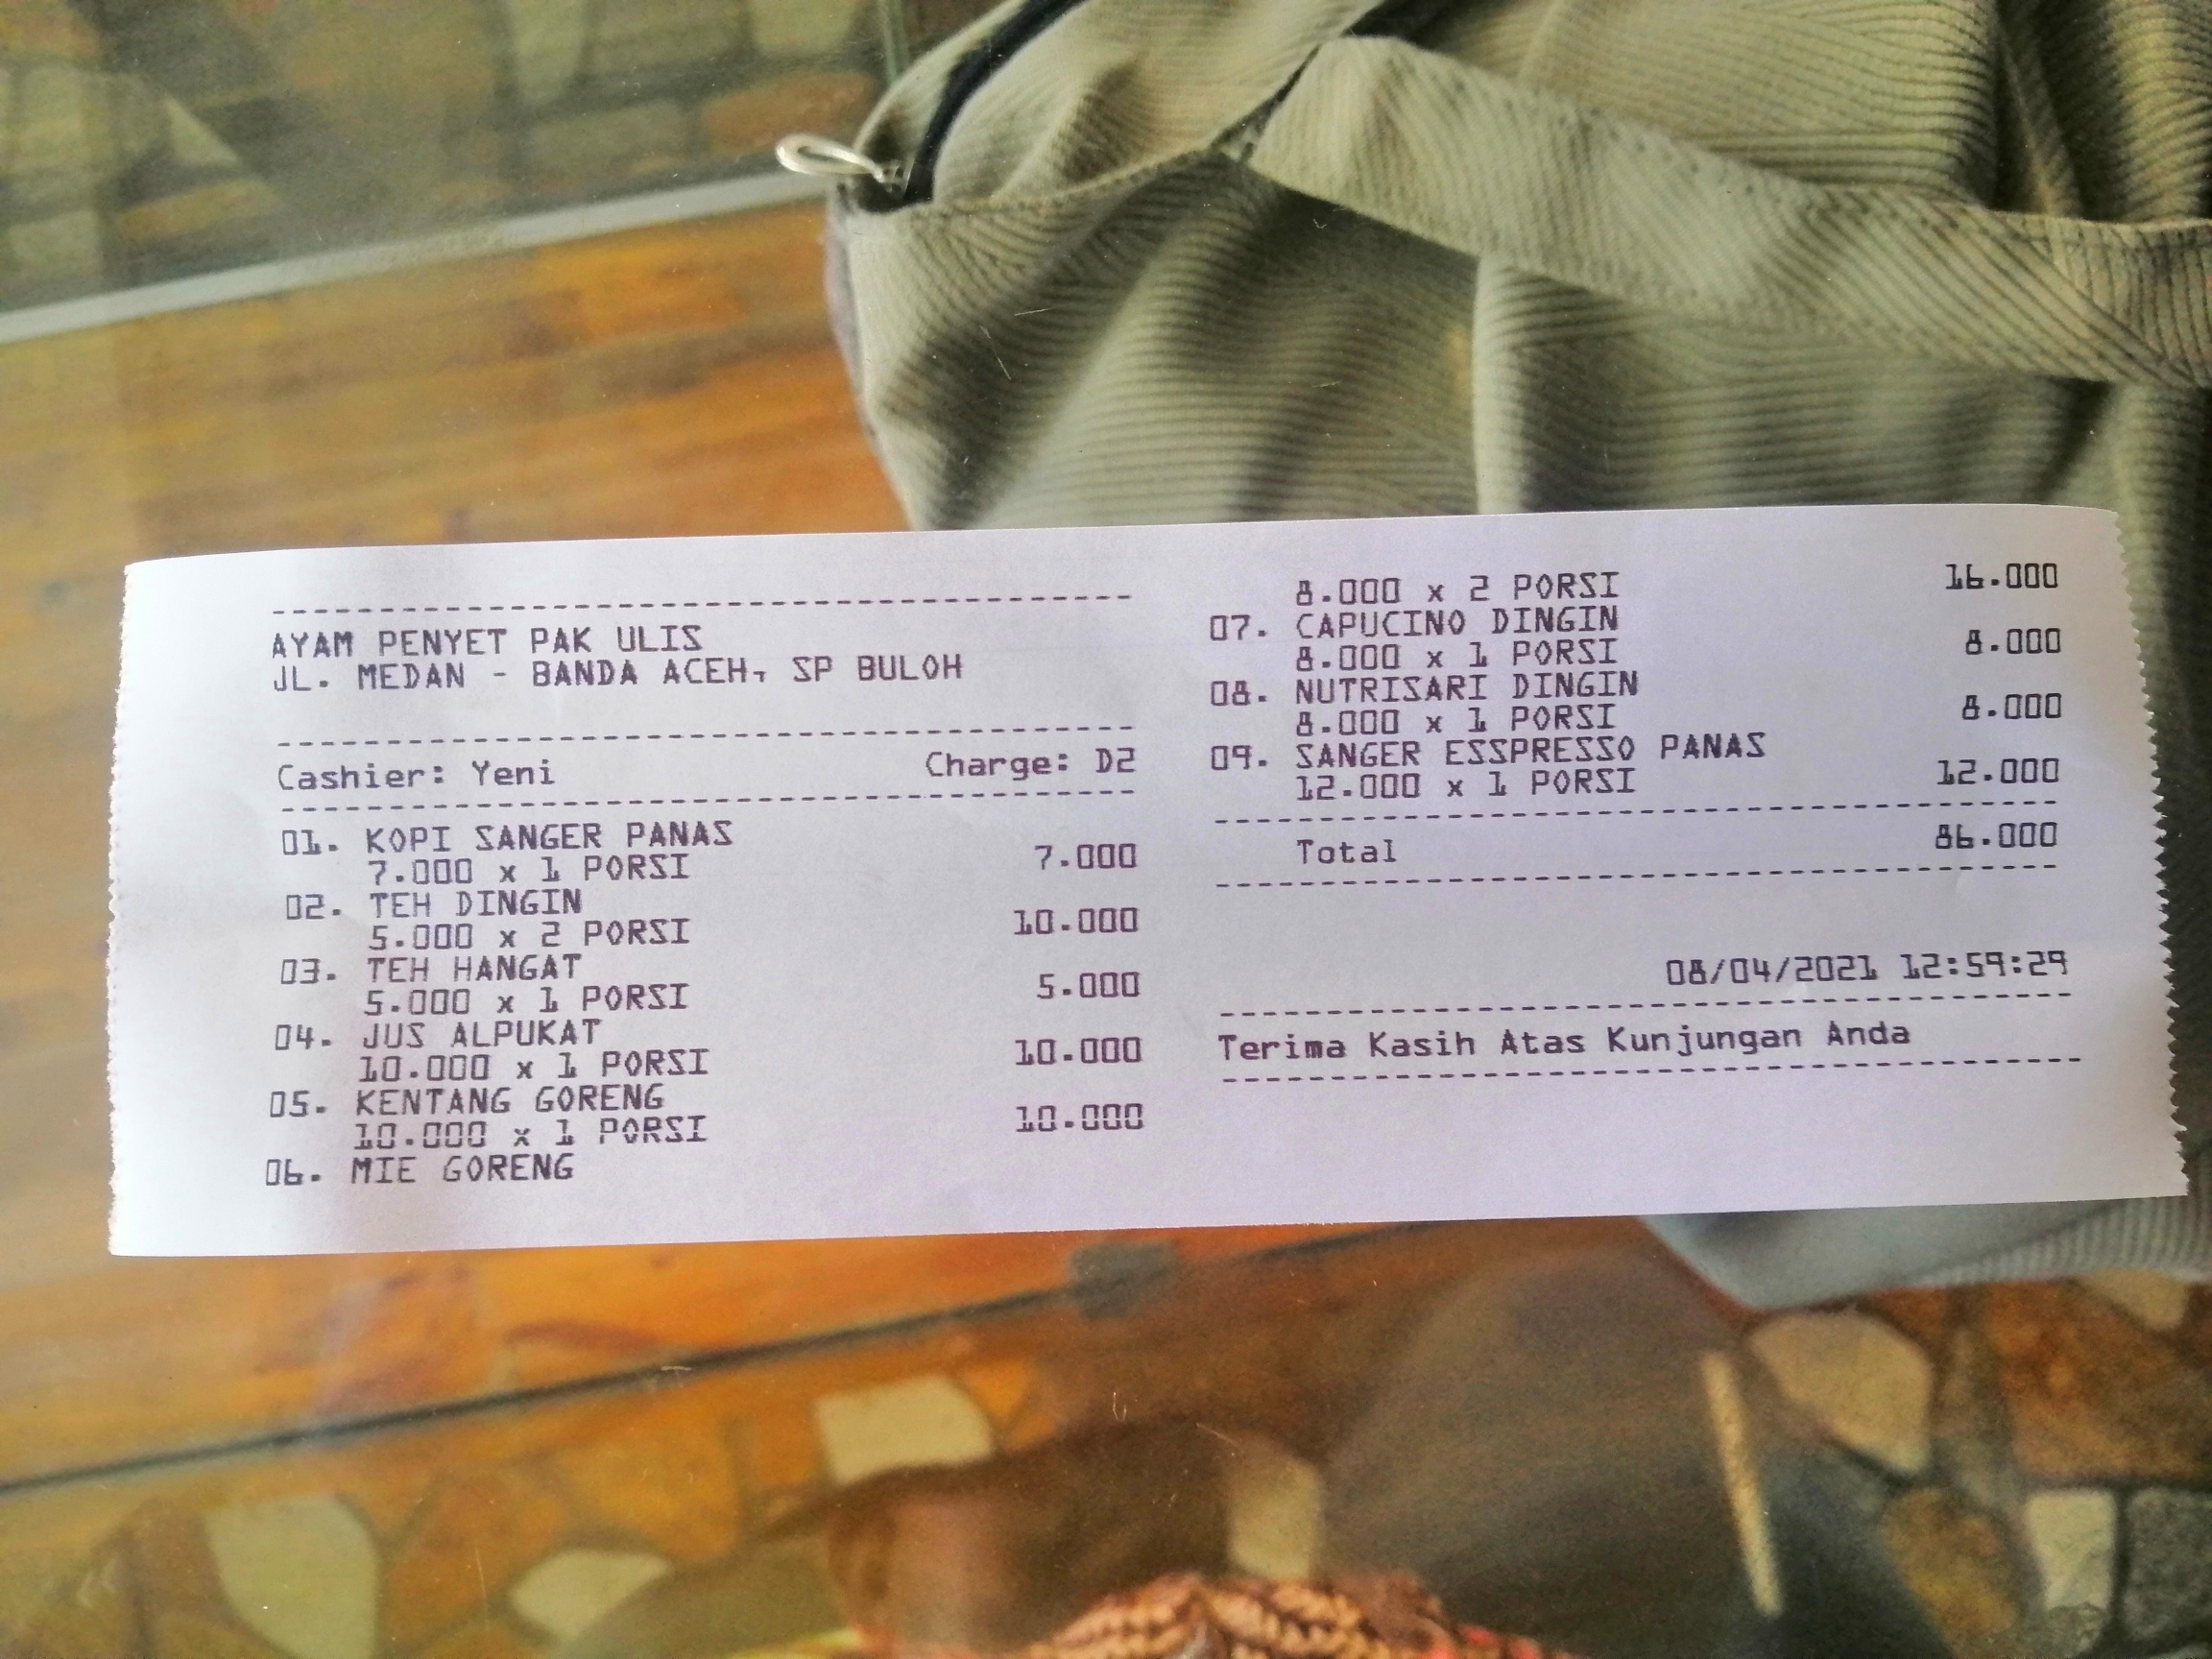 ----------------------------------------
AYAM PENYET PAK ULIS
JL. MEDAN - BANDA ACEH, SP BULOH
----------------------------------------
Cashier: Yeni Charge: D2
----------------------------------------
01. KOPI SANGER PANAS
7.000 x 1 PORSI 7.000
02. TEH DINGIN
5.000 x 2 PORSI 10.000
03. TEH HANGAT
5.000 x 1 PORSI 5.000
04. JUS ALPUKAT
10.000 x 1 PORSI 10.000
05. KENTANG GORENG
10.000 x 1 PORSI 10.000
06. MIE GORENG
8.000 x 2 PORSI 16.000
07. CAPUCINO DINGIN
8.000 x 1 PORSI 8.000
08. NUTRISARI DINGIN
8.000 x 1 PORSI 8.000
09. SANGER ESSPRESSO PANAS
12.000 x 1 PORSI 12.000
----------------------------------------
Total 86.000
----------------------------------------
08/04/2021 12:59:29
----------------------------------------
Terima Kasih Atas Kunjungan Anda
----------------------------------------